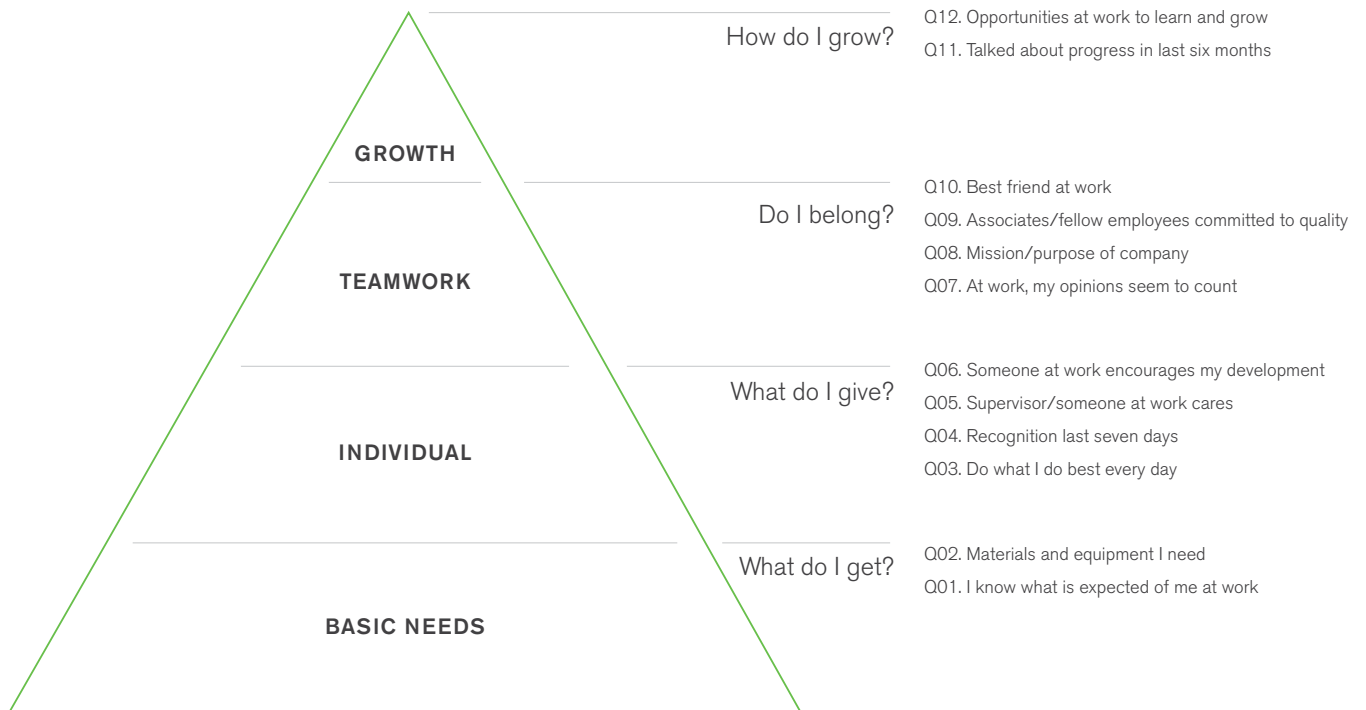 How do I grow?
Q12. Opportunities at work to learn and grow
Q11. Talked about progress in last six months
GROWTH
Do I belong?
Q10. Best friend at work
Q09. Associates/fellow employees committed to quality
Q08. Mission/purpose of company
Q07. At work, my opinions seem to count
TEAMWORK
What do I give?
Q06. Someone at work encourages my development
Q05. Supervisor/someone at work cares
Q04. Recognition last seven days
Q03. Do what I do best every day
INDIVIDUAL
What do I get?
Q02. Materials and equipment I need
Q01. I know what is expected of me at work
BASIC NEEDS